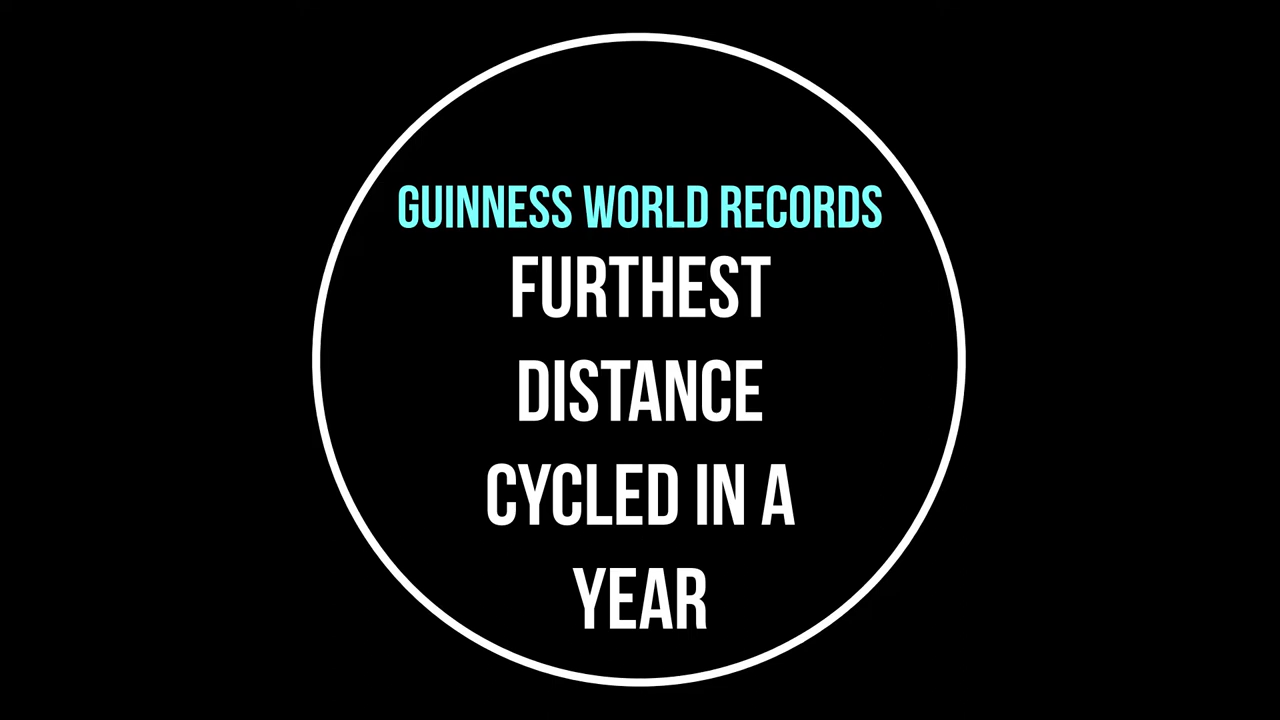 GUINNESS WORLD RECORDS
FURTHEST
DISTANCE
CYCLED IN A
YEAR